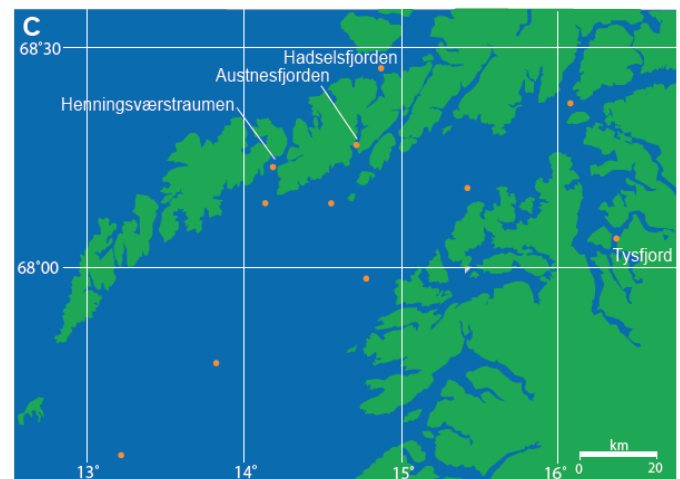 C
68°30
Hadselsfjorden
Austnesfjorden
Henningsværstraumen
Tysfjord
68°00
km
0 20
13° 14° 15° 16°